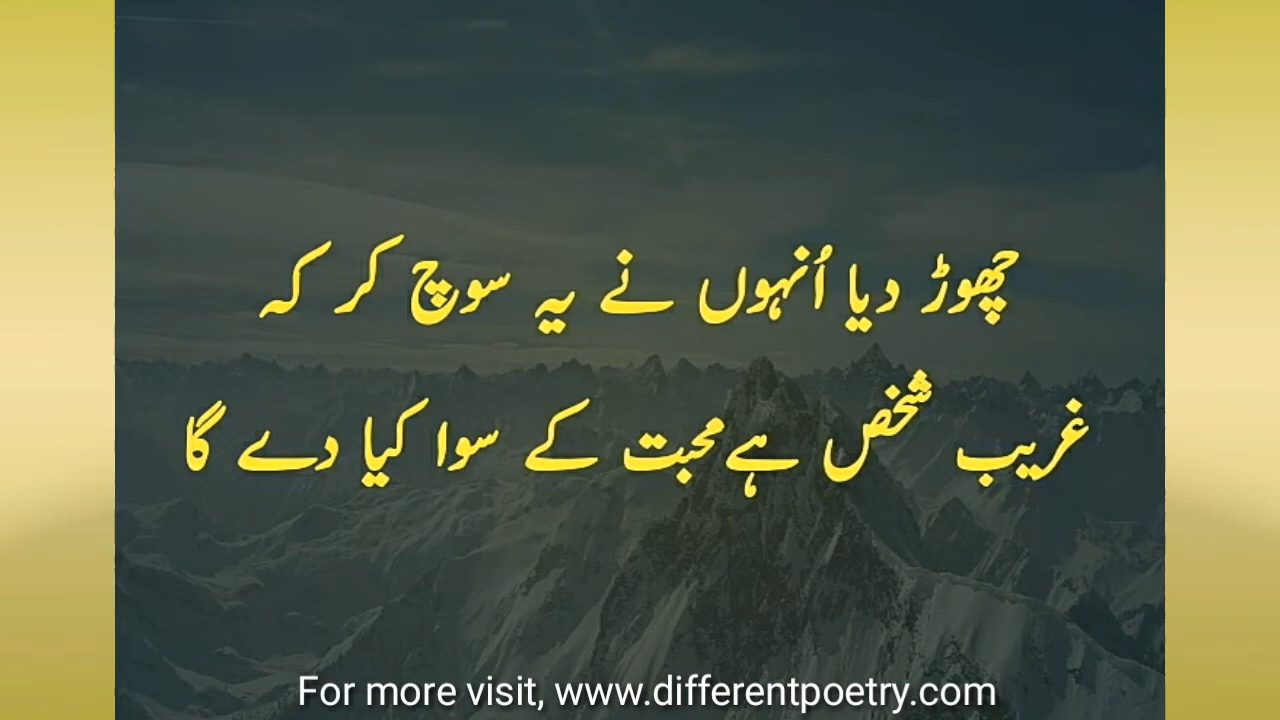 چھوڑ دیا اُنہوں نے یہ سوچ کر کہ
غریب شخص ہے محبت کے سوا کیا دے گا
For more visit, www.differentpoetry.com